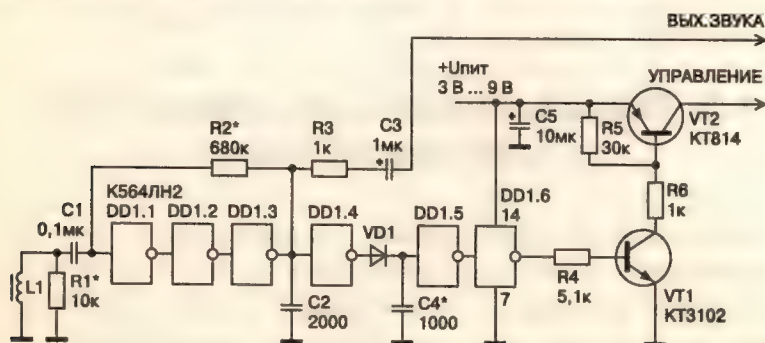 ВЫХ.ЗВУКА
+Uпит
3 В ... 9 В
УПРАВЛЕНИЕ
R2*
680к
R3
1к
C3
1мк
C5
10мк
R5
30к
VT2
КТ814
C1
0,1мк
К564ЛН2
DD1.1
DD1.2
DD1.3
DD1.4
VD1
DD1.5
DD1.6
14
R6
1к
L1
R1*
10к
C2
2000
C4*
1000
7
R4
5,1к
VT1
КТ3102